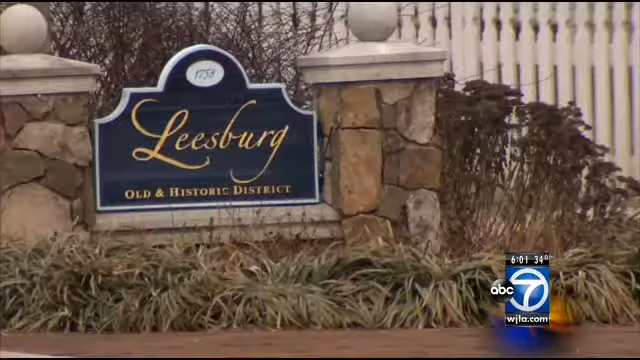 1758
Leesburg
OLD & HISTORIC DISTRICT
6:01 34°
abc 7
wjla.com